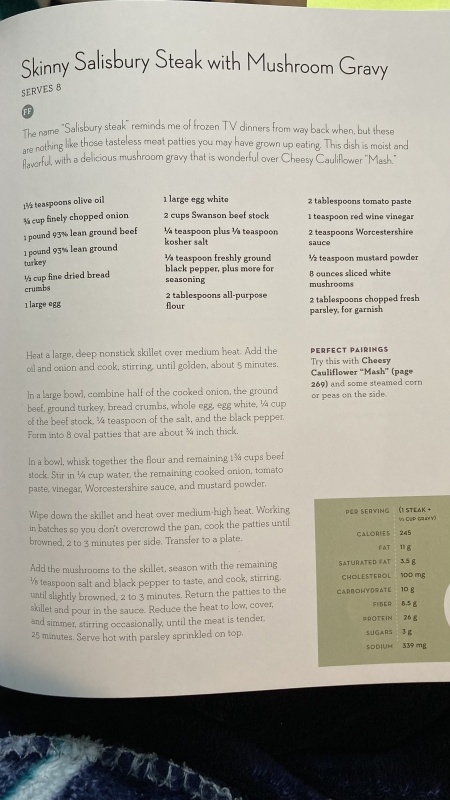 Skinny Salisbury Steak with Mushroom Gravy
SERVES 8
FF
The name "Salisbury steak" reminds me of frozen TV dinners from way back when, but these
are nothing like those tasteless meat patties you may have grown up eating. This dish is moist and
flavorful, with a delicious mushroom gravy that is wonderful over Cheesy Cauliflower "Mash."
1½ teaspoons olive oil
¾ cup finely chopped onion
1 pound 93% lean ground beef
1 pound 93% lean ground
turkey
½ cup fine dried bread
crumbs
1 large egg
1 large egg white
2 cups Swanson beef stock
¾ teaspoon plus ⅛ teaspoon
kosher salt
⅛ teaspoon freshly ground
black pepper, plus more for
seasoning
2 tablespoons all-purpose
flour
2 tablespoons tomato paste
1 teaspoon red wine vinegar
2 teaspoons Worcestershire
sauce
½ teaspoon mustard powder
8 ounces sliced white
mushrooms
2 tablespoons chopped fresh
parsley, for garnish
Heat a large, deep nonstick skillet over medium heat. Add the
oil and onion and cook, stirring, until golden, about 5 minutes.
In a large bowl, combine half of the cooked onion, the ground
beef, ground turkey, bread crumbs, whole egg, egg white, ¼ cup
of the beef stock, ¾ teaspoon of the salt, and the black pepper.
Form into 8 oval patties that are about ¾ inch thick.
In a bowl, whisk together the flour and remaining 1¾ cups beef
stock. Stir in ¼ cup water, the remaining cooked onion, tomato
paste, vinegar, Worcestershire sauce, and mustard powder.
Wipe down the skillet and heat over medium-high heat. Working
in batches so you don't overcrowd the pan, cook the patties until
browned, 2 to 3 minutes per side. Transfer to a plate.
Add the mushrooms to the skillet, season with the remaining
⅛ teaspoon salt and black pepper to taste, and cook, stirring,
until slightly browned, 2 to 3 minutes. Return the patties to the
skillet and pour in the sauce. Reduce the heat to low, cover,
and simmer, stirring occasionally, until the meat is tender,
25 minutes. Serve hot with parsley sprinkled on top.
PERFECT PAIRINGS
Try this with Cheesy
Cauliflower "Mash" (page
269) and some steamed corn
or peas on the side.
PER SERVING (1 STEAK +
½ CUP GRAVY)
CALORIES 245
FAT 11 g
SATURATED FAT 3.5 g
CHOLESTEROL 100 mg
CARBOHYDRATE 10 g
FIBER
PROTEIN 26 g
SUGARS 3 g
SODIUM 339 mg